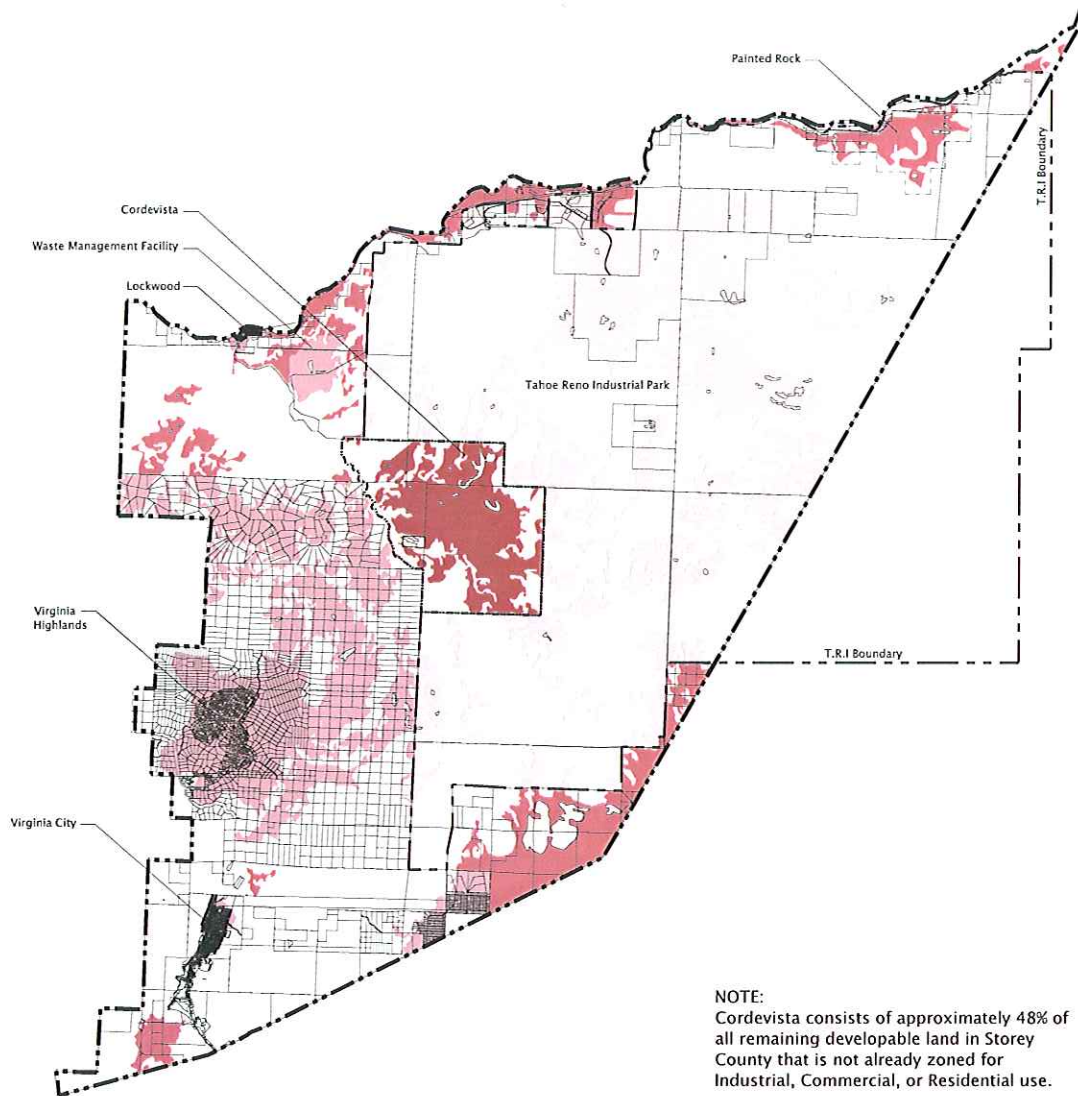 Painted Rock
T.R.I Boundary
Cordevista
Waste Management Facility
Lockwood
Tahoe Reno Industrial Park
Virginia
Highlands
T.R.I Boundary
Virginia City
NOTE:
Cordevista consists of approximately 48% of
all remaining developable land in Storey
County that is not already zoned for
Industrial, Commercial, or Residential use.